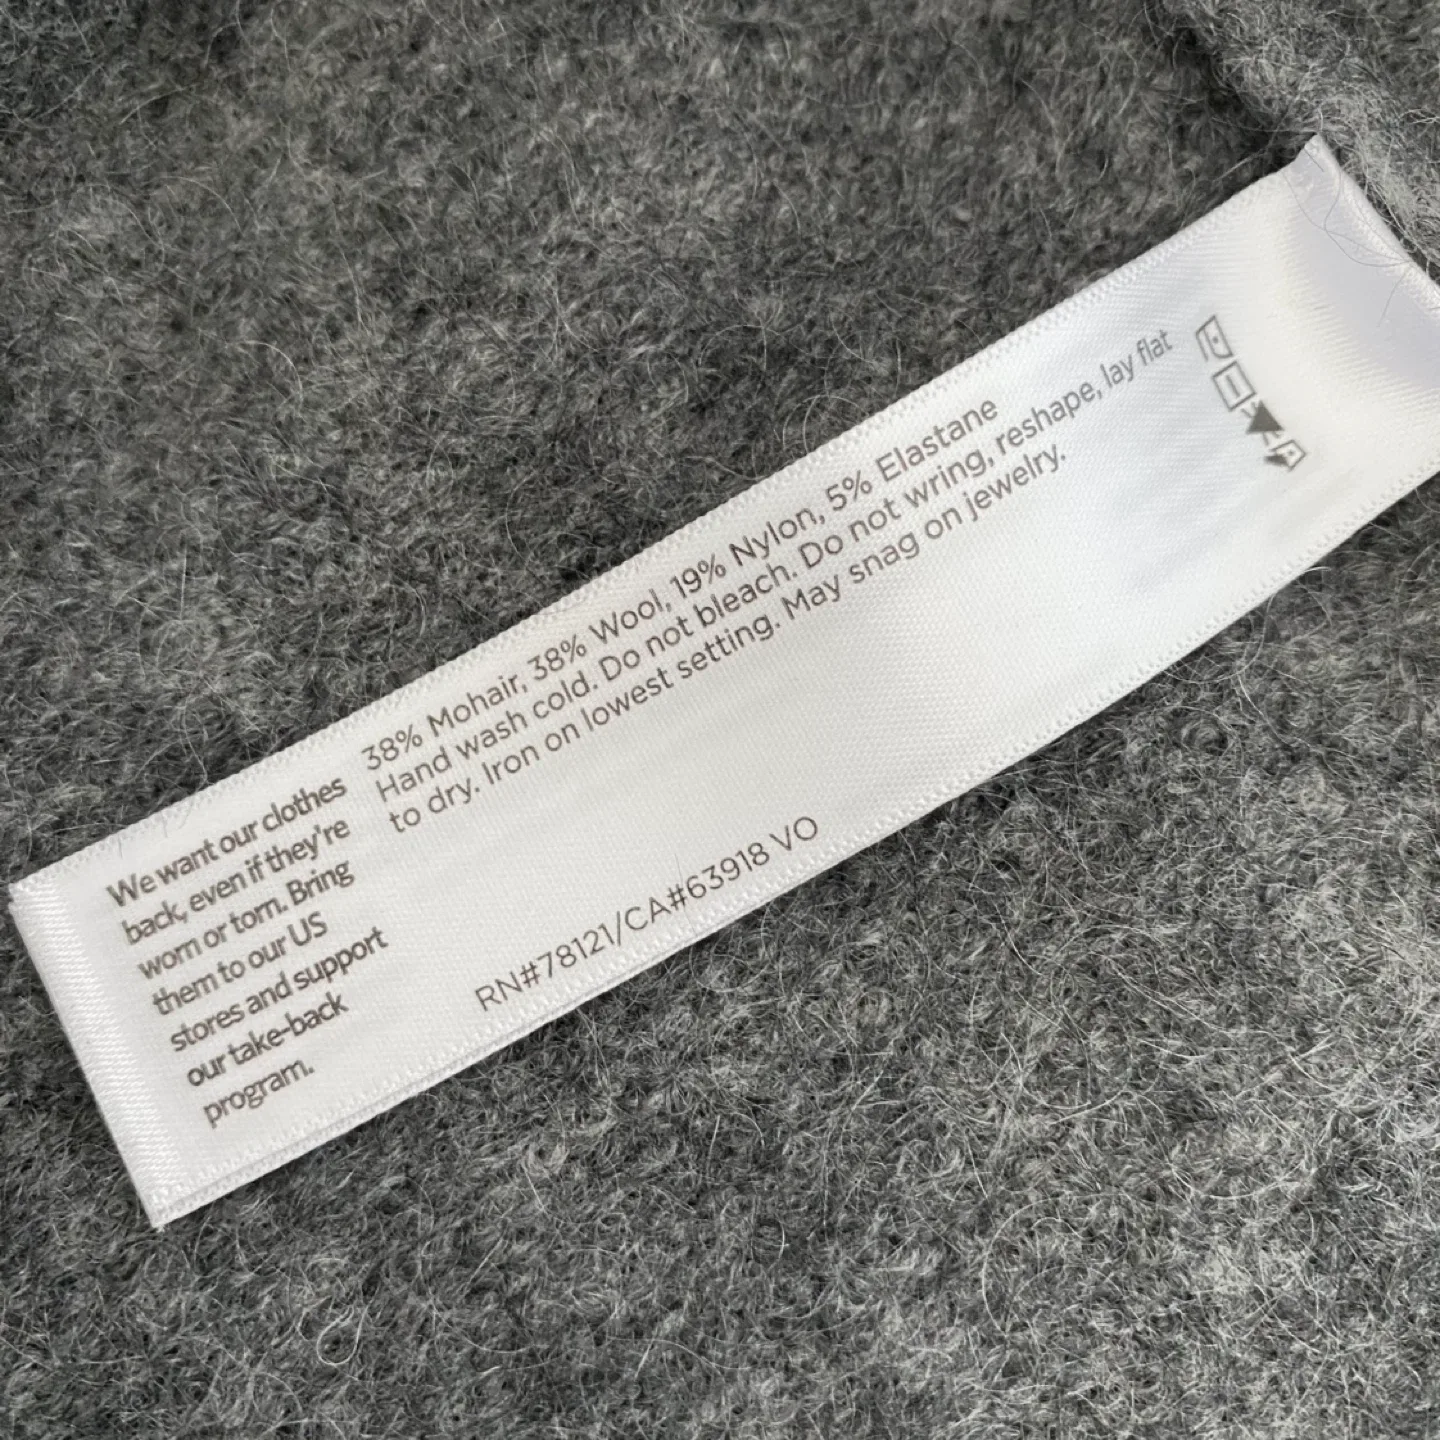 We want our clothes
back, even if they're
worn or torn. Bring
them to our US
stores and support
our take-back
program.
38% Mohair, 38% Wool, 19% Nylon, 5% Elastane
Hand wash cold. Do not bleach. Do not wring, reshape, lay flat
to dry. Iron on lowest setting. May snag on jewelry.
RN#78121/CA#63918 VO